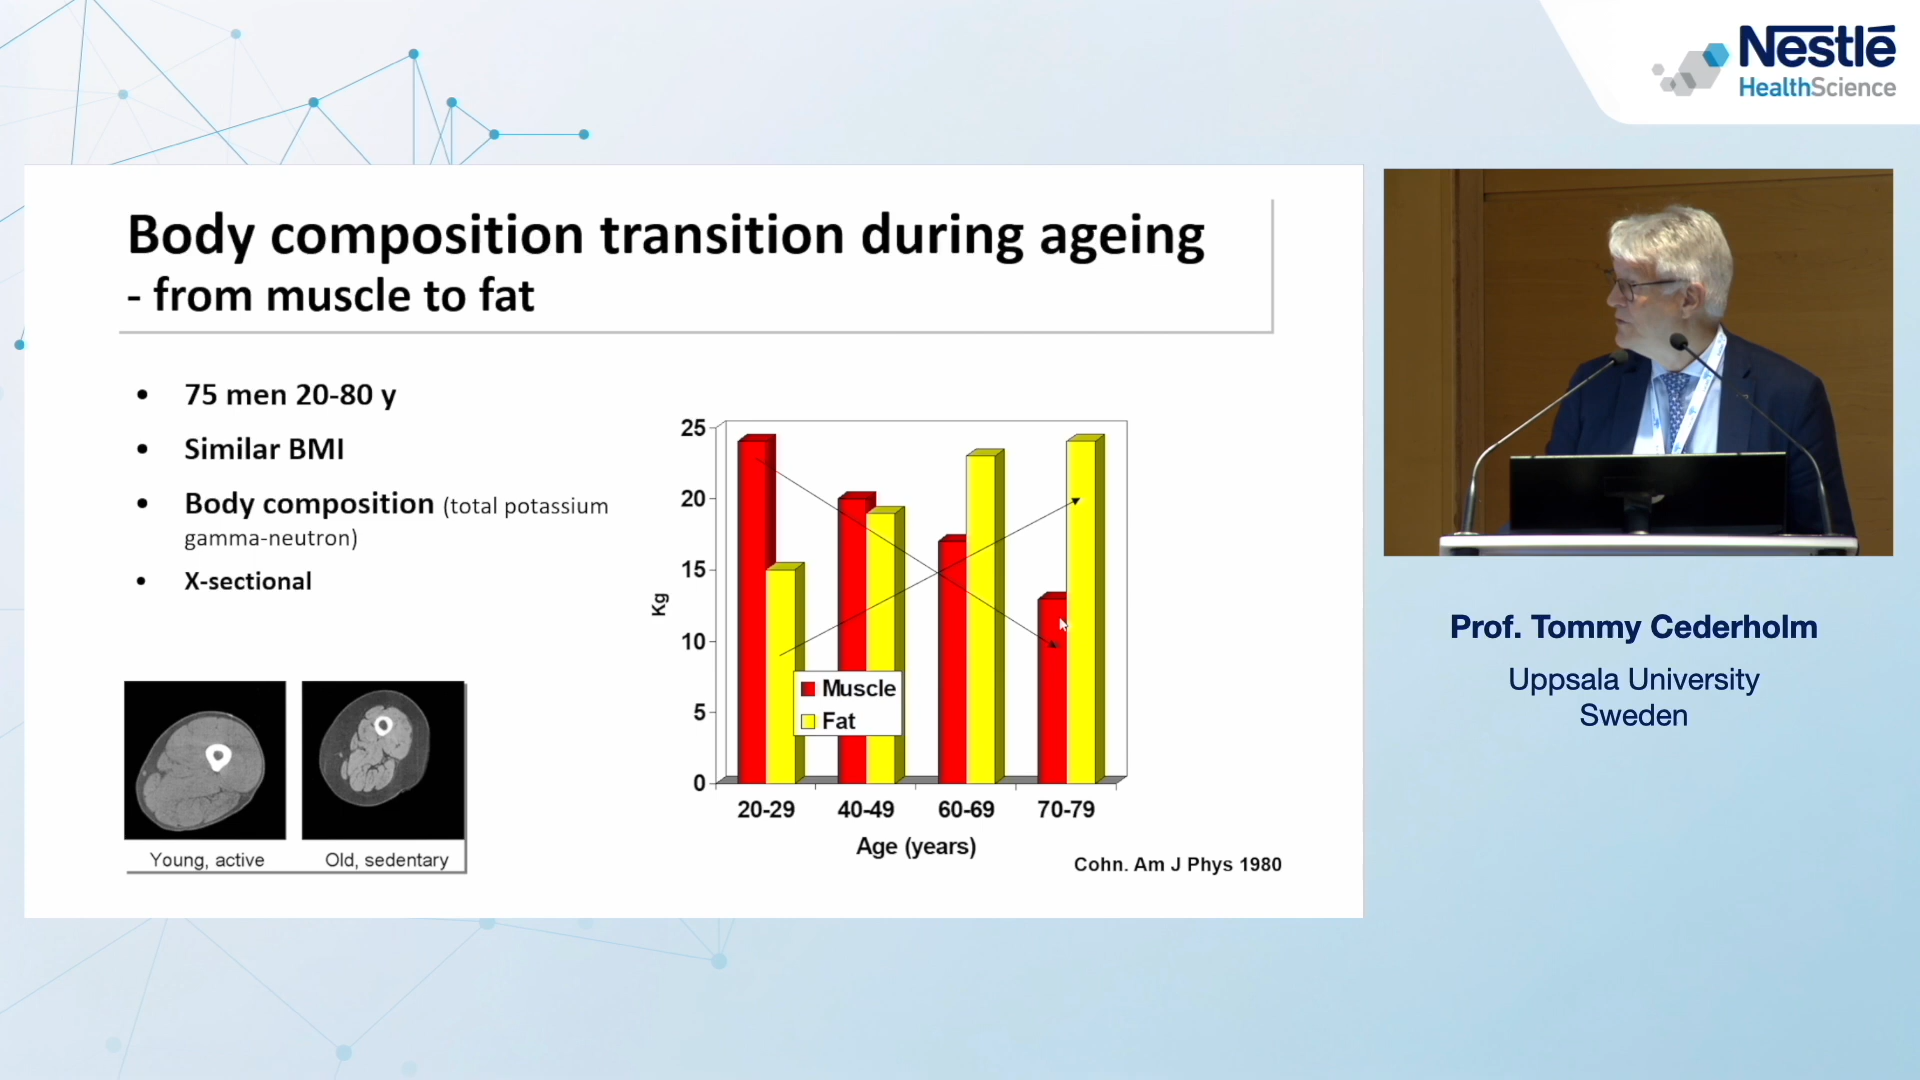 Nestlé
HealthScience
Body composition transition during ageing
- from muscle to fat
• 75 men 20-80 y
• Similar BMI
• Body composition (total potassium
gamma-neutron)
• X-sectional
Young, active
Old, sedentary
25
20
15
10
5
0
Kg
Muscle
Fat
20-29 40-49 60-69 70-79
Age (years)
Cohn. Am J Phys 1980
Prof. Tommy Cederholm
Uppsala University
Sweden